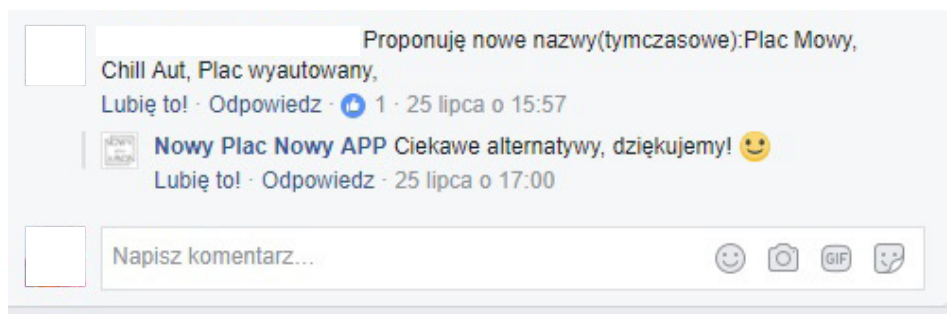 Proponuję nowe nazwy(tymczasowe):Plac Mowy,
Chill Aut, Plac wyautowany,
Lubię to! · Odpowiedz · 1 · 25 lipca o 15:57
Nowy Plac Nowy APP Ciekawe alternatywy, dziękujemy!
Lubię to! · Odpowiedz · 25 lipca o 17:00
Napisz komentarz...
GIF